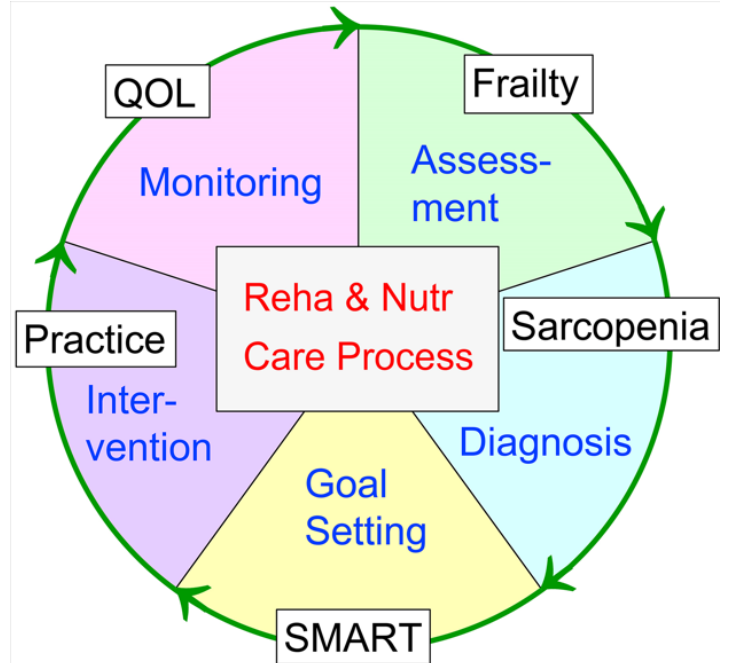 QOL
Frailty
Monitoring
Assess-
ment
Reha & Nutr
Care Process
Sarcopenia
Practice
Inter-
vention
Diagnosis
Goal
Setting
SMART